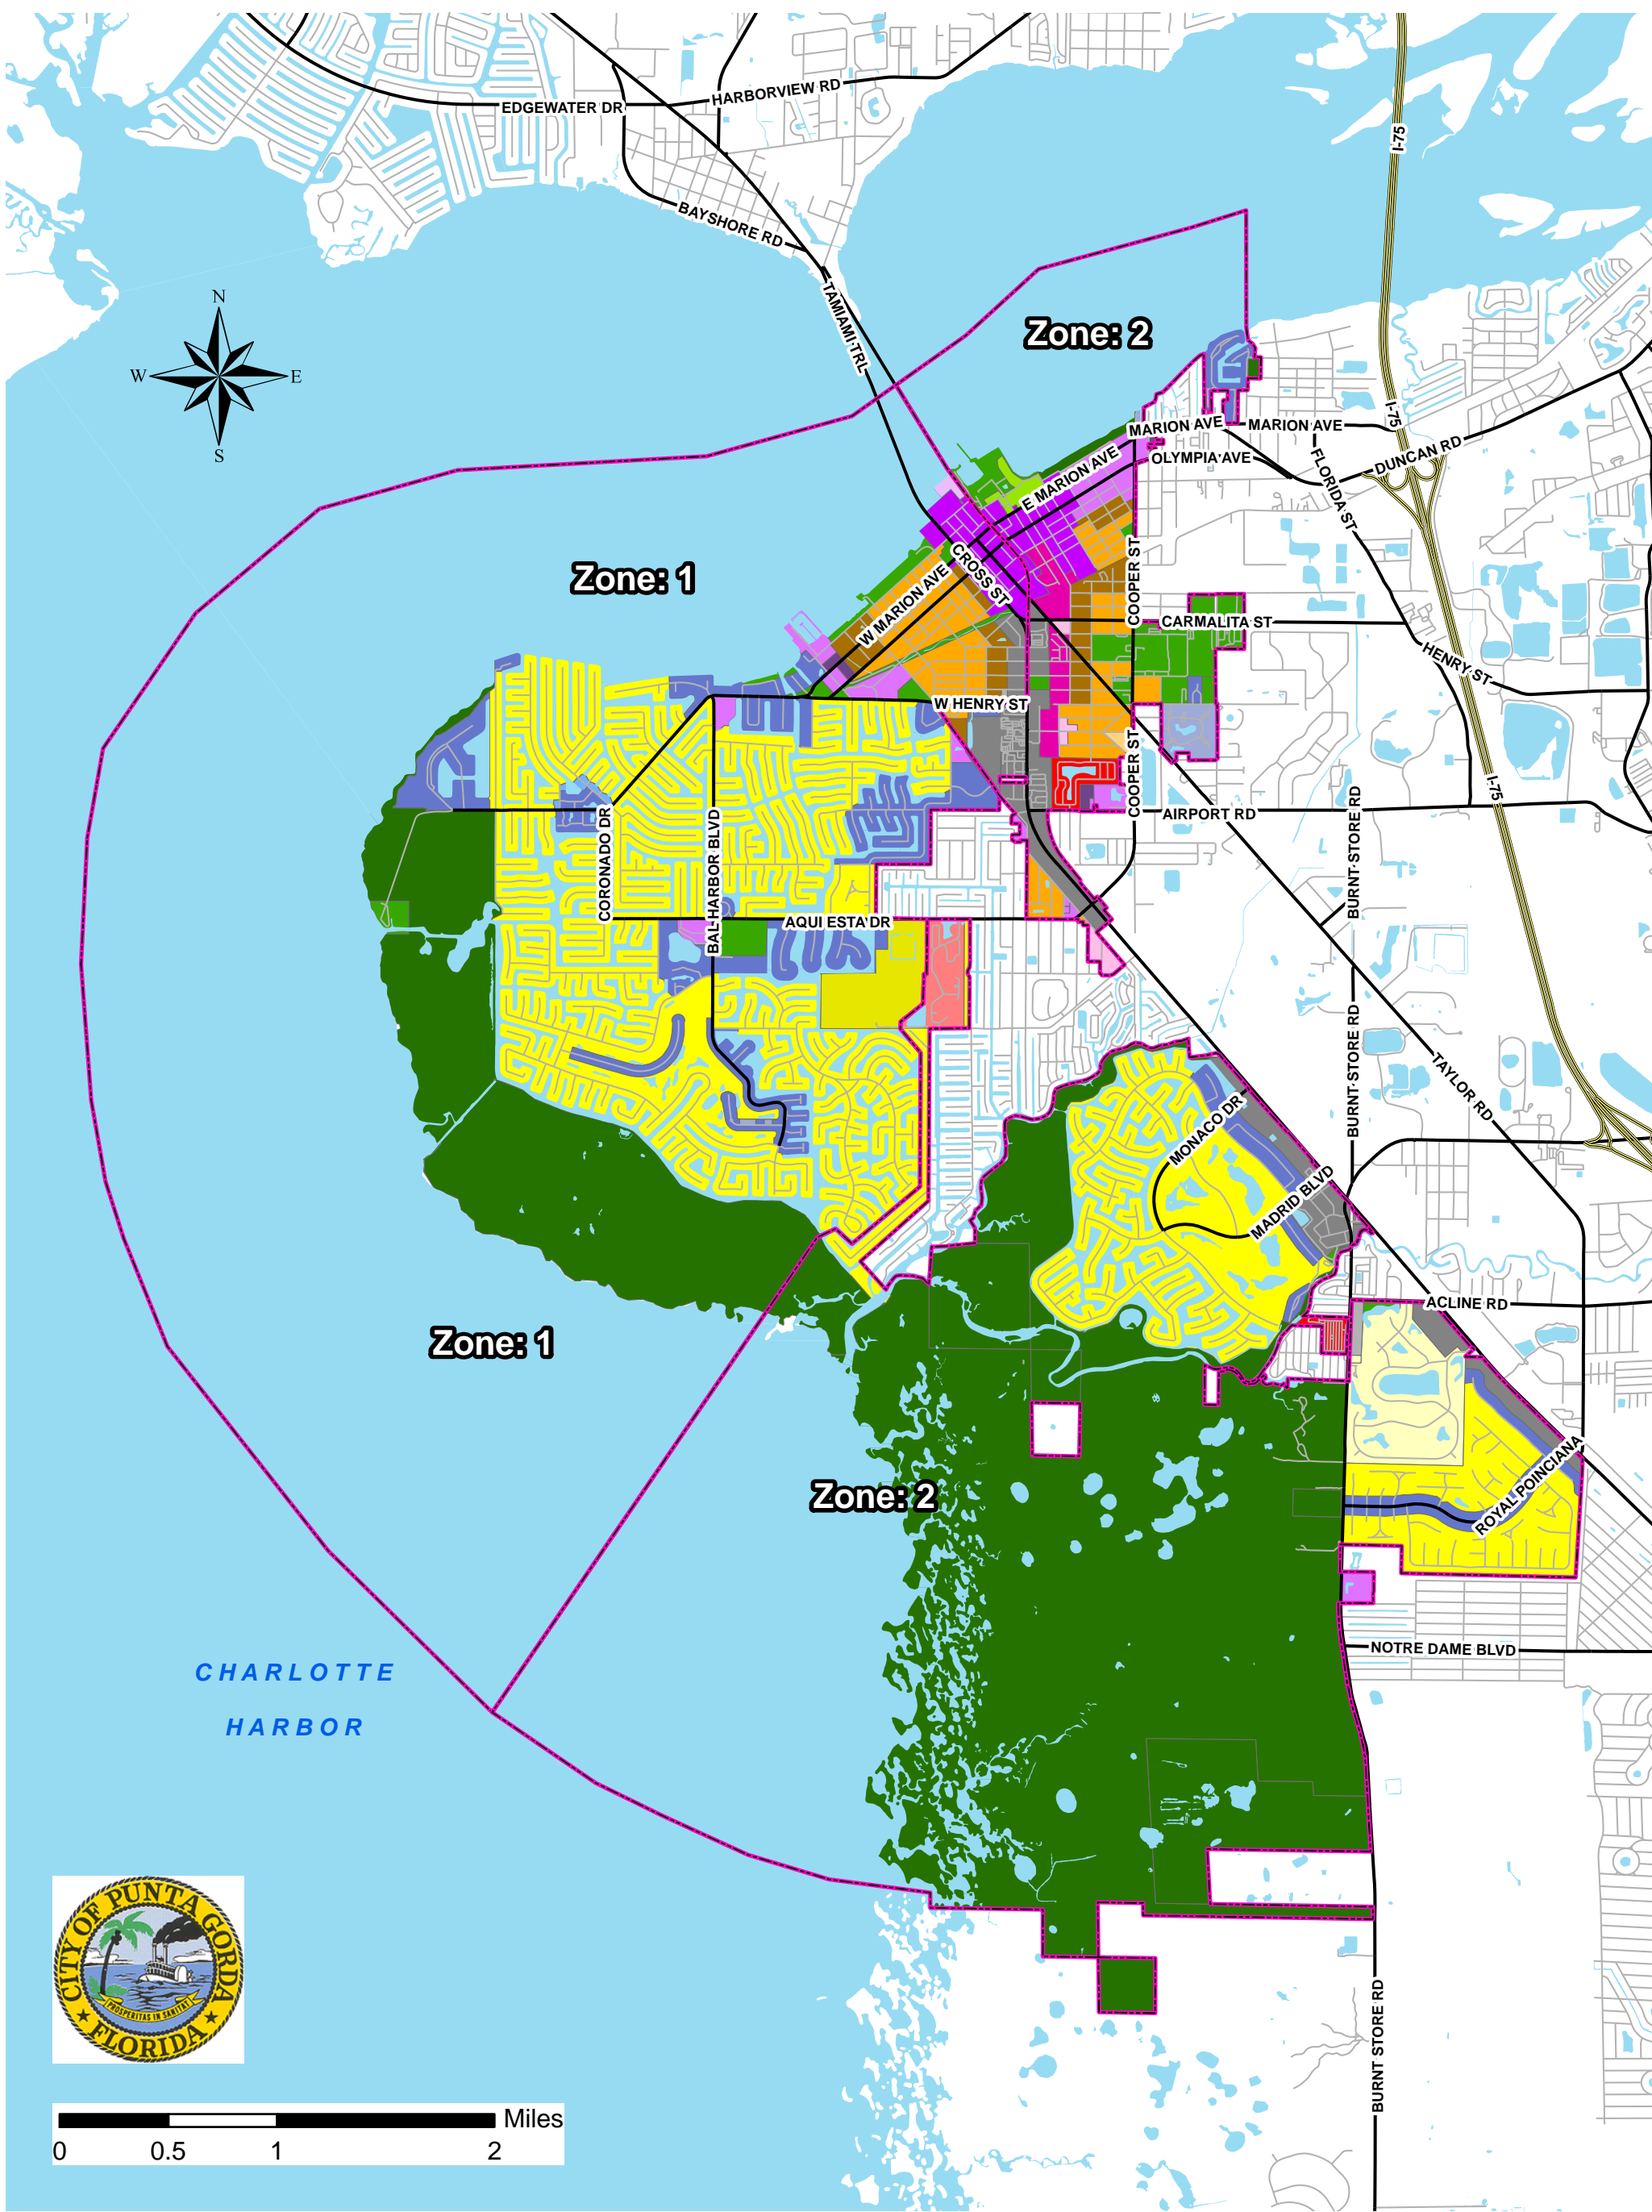 EDGEWATER DR
HARBORVIEW RD
I-75
BAYSHORE RD
TAMIAMI TRL
N
W
E
S
Zone: 2
I-75
MARION AVE
MARION AVE
DUNCAN RD
OLYMPIA AVE
E MARION AVE
FLORIDA ST
Zone: 1
CROSS ST
COOPER ST
W MARION AVE
CARMALITA ST
HENRY ST
W HENRY ST
I-75
COOPER ST
AIRPORT RD
BURNT STORE RD
CORONADO DR
BAL HARBOR BLVD
AQUI ESTA DR
BURNT STORE RD
TAYLOR RD
MONACO DR
MADRID BLVD
ACLINE RD
Zone: 1
Zone: 2
ROYAL POINCIANA
NOTRE DAME BLVD
CHARLOTTE
HARBOR
CITY OF PUNTA GORDA
PROSPERITAS IN SANITAT
FLORIDA
BURNT STORE RD
Miles
0 0.5 1 2